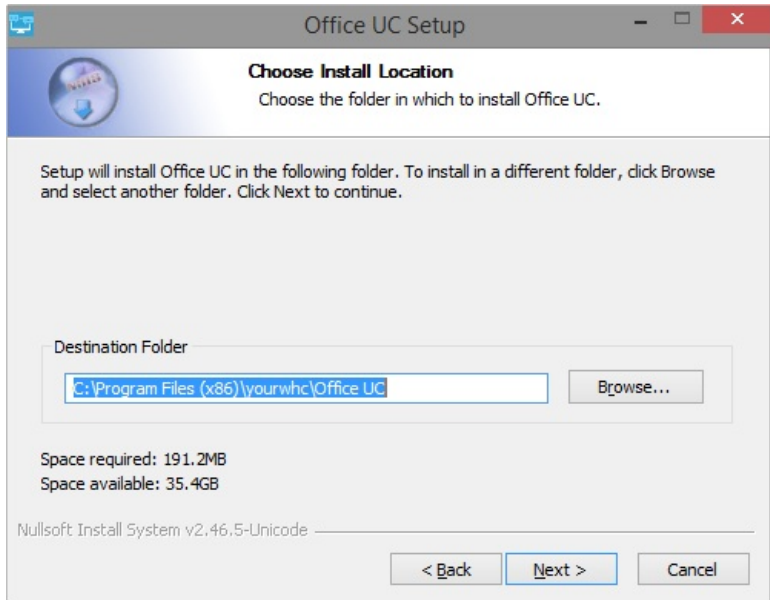 Office UC Setup
Choose Install Location
Choose the folder in which to install Office UC.
Setup will install Office UC in the following folder. To install in a different folder, click Browse
and select another folder. Click Next to continue.
Destination Folder
C:\Program Files (x86)\yourwhc\Office UC
Browse...
Space required: 191.2MB
Space available: 35.4GB
Nullsoft Install System v2.46.5-Unicode
< Back
Next >
Cancel